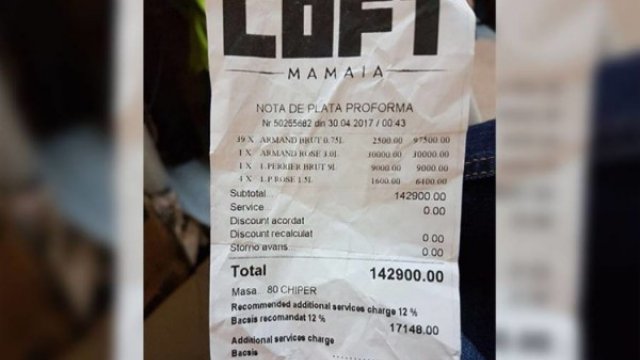 LOFT
MAMAIA
NOTA DE PLATA PROFORMA
Nr 50265682 din 30.04.2017 / 00:43
39 X ARMAND BRUT 0.75L 2500.00 97500.00
1 X ARMAND ROSE 3.0L 30000.00 30000.00
1 X L PERRIER BRUT 9L 9000.00 9000.00
4 X L P ROSE 1.5L 1600.00 6400.00
Subtotal... 142900.00
Service... 0.00
Discount acordat
Discount recalculat 0.00
Storno avans... 0.00
Total 142900.00
Masa.. 80 CHIPER
Recommended additional services charge 12 %
Bacsis recomandat 12 % 17148.00
Additional services charge
Bacsis